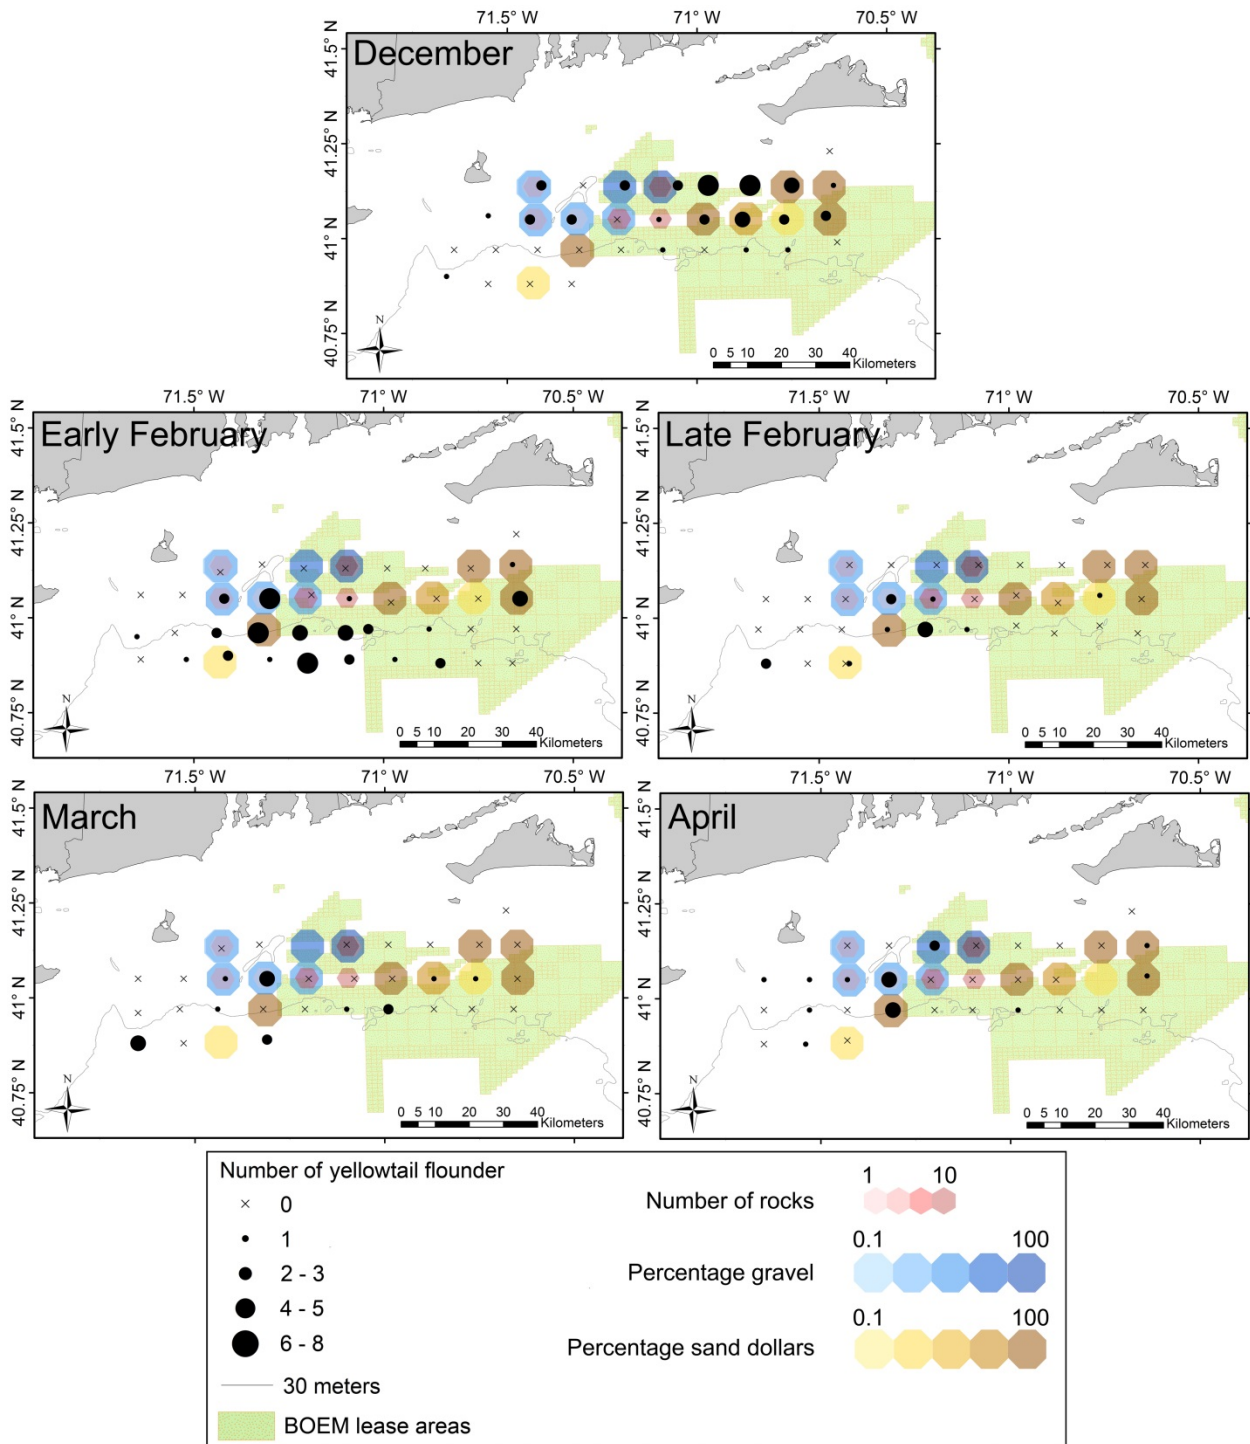 71.5° W 71° W 70.5° W
December
41.5° N
41.25° N
41° N
40.75° N
N
0 5 10 20 30 40
Kilometers
71.5° W 71° W 70.5° W
Early February
41.5° N
41.25° N
41° N
40.75° N
N
0 5 10 20 30 40
Kilometers
71.5° W 71° W 70.5° W
Late February
41.5° N
41.25° N
41° N
40.75° N
N
0 5 10 20 30 40
Kilometers
71.5° W 71° W 70.5° W
March
41.5° N
41.25° N
41° N
40.75° N
N
0 5 10 20 30 40
Kilometers
71.5° W 71° W 70.5° W
April
41.5° N
41.25° N
41° N
40.75° N
N
0 5 10 20 30 40
Kilometers
Number of yellowtail flounder
0
1
2 - 3
4 - 5
6 - 8
30 meters
BOEM lease areas
1 10
Number of rocks
0.1 100
Percentage gravel
0.1 100
Percentage sand dollars